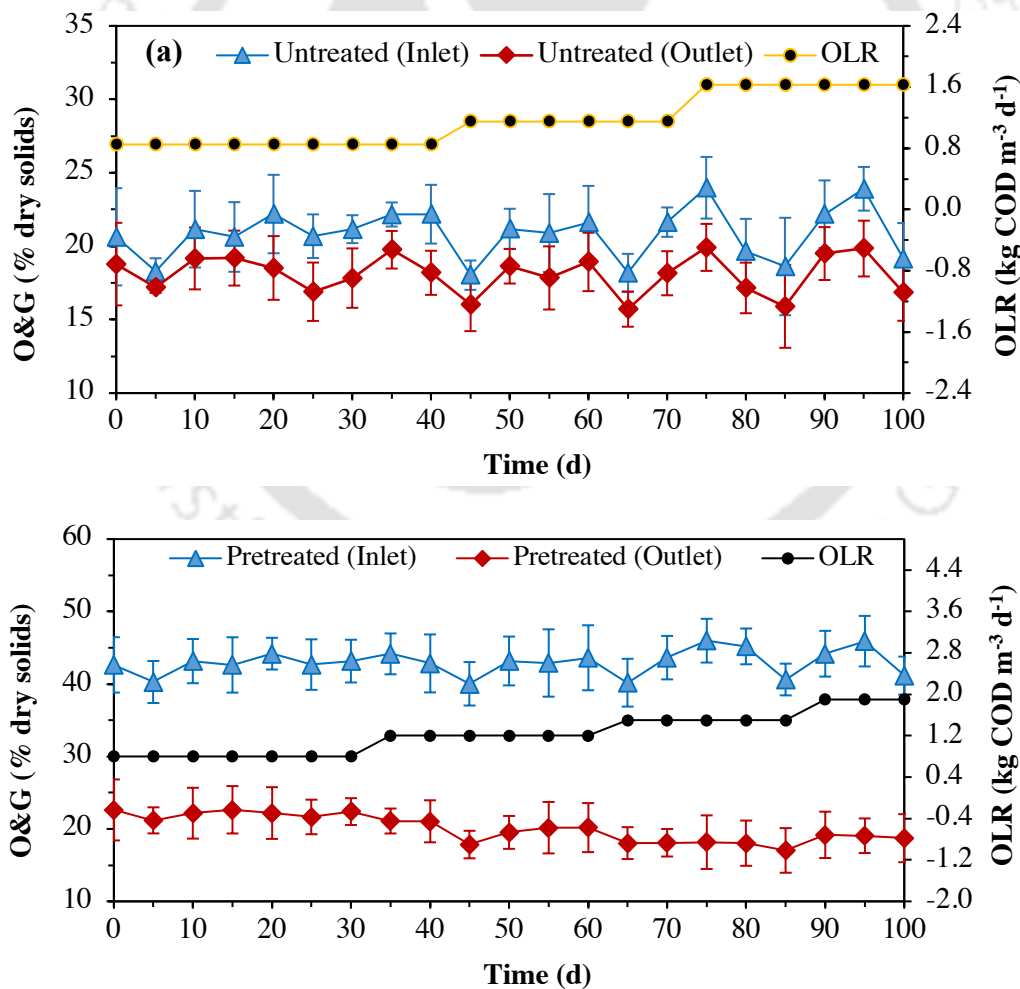 (a)
Untreated (Inlet) Untreated (Outlet) OLR
O&G (% dry solids)
35
30
25
20
15
10
2.4
1.6
0.8
0.0
-0.8
-1.6
-2.4
OLR (kg COD m⁻³ d⁻¹)
0 10 20 30 40 50 60 70 80 90 100
Time (d)
Pretreated (Inlet) Pretreated (Outlet) OLR
O&G (% dry solids)
60
50
40
30
20
10
4.4
3.6
2.8
2.0
1.2
0.4
-0.4
-1.2
-2.0
OLR (kg COD m⁻³ d⁻¹)
0 10 20 30 40 50 60 70 80 90 100
Time (d)